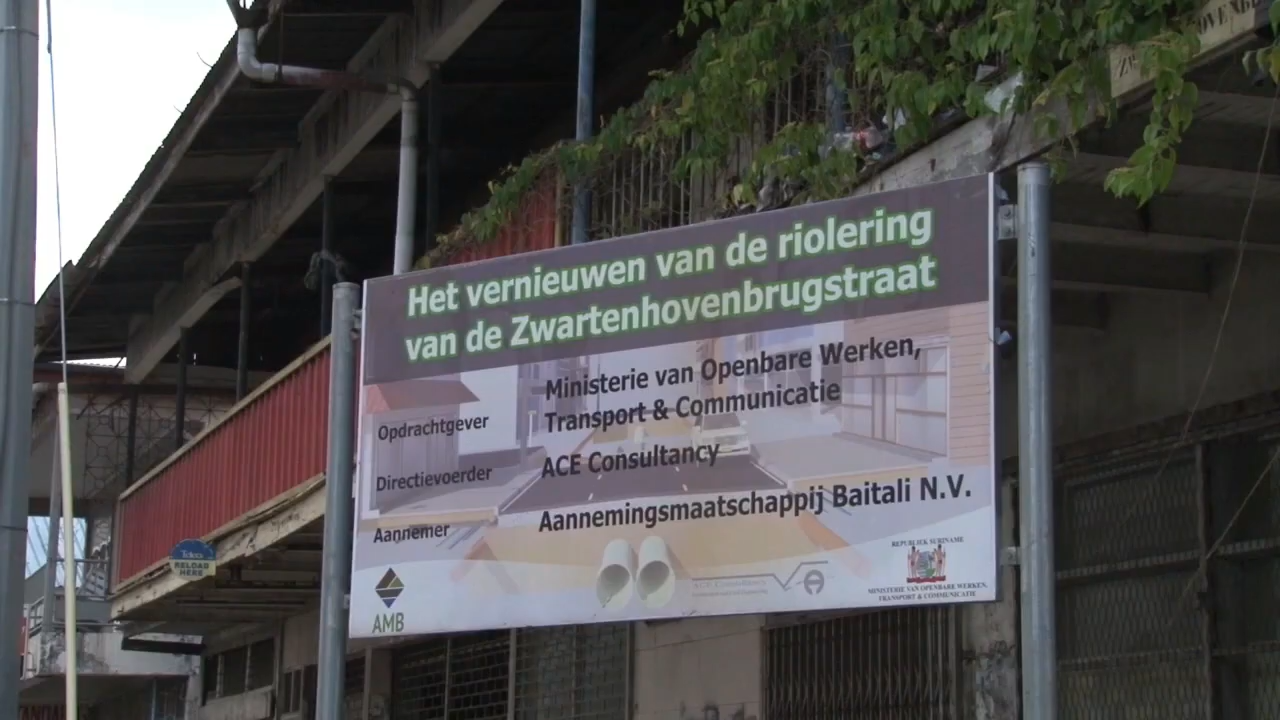 Het vernieuwen van de riolering
van de Zwartenhovenbrugstraat
Opdrachtgever
Ministerie van Openbare Werken,
Transport & Communicatie
Directievoerder
ACE Consultancy
Aannemer
Aannemingsmaatschappij Baitali N.V.
AMB
REPUBLIEK SURINAME
MINISTERIE VAN OPENBARE WERKEN,
TRANSPORT & COMMUNICATIE
Telesur
RELOAD
HERE